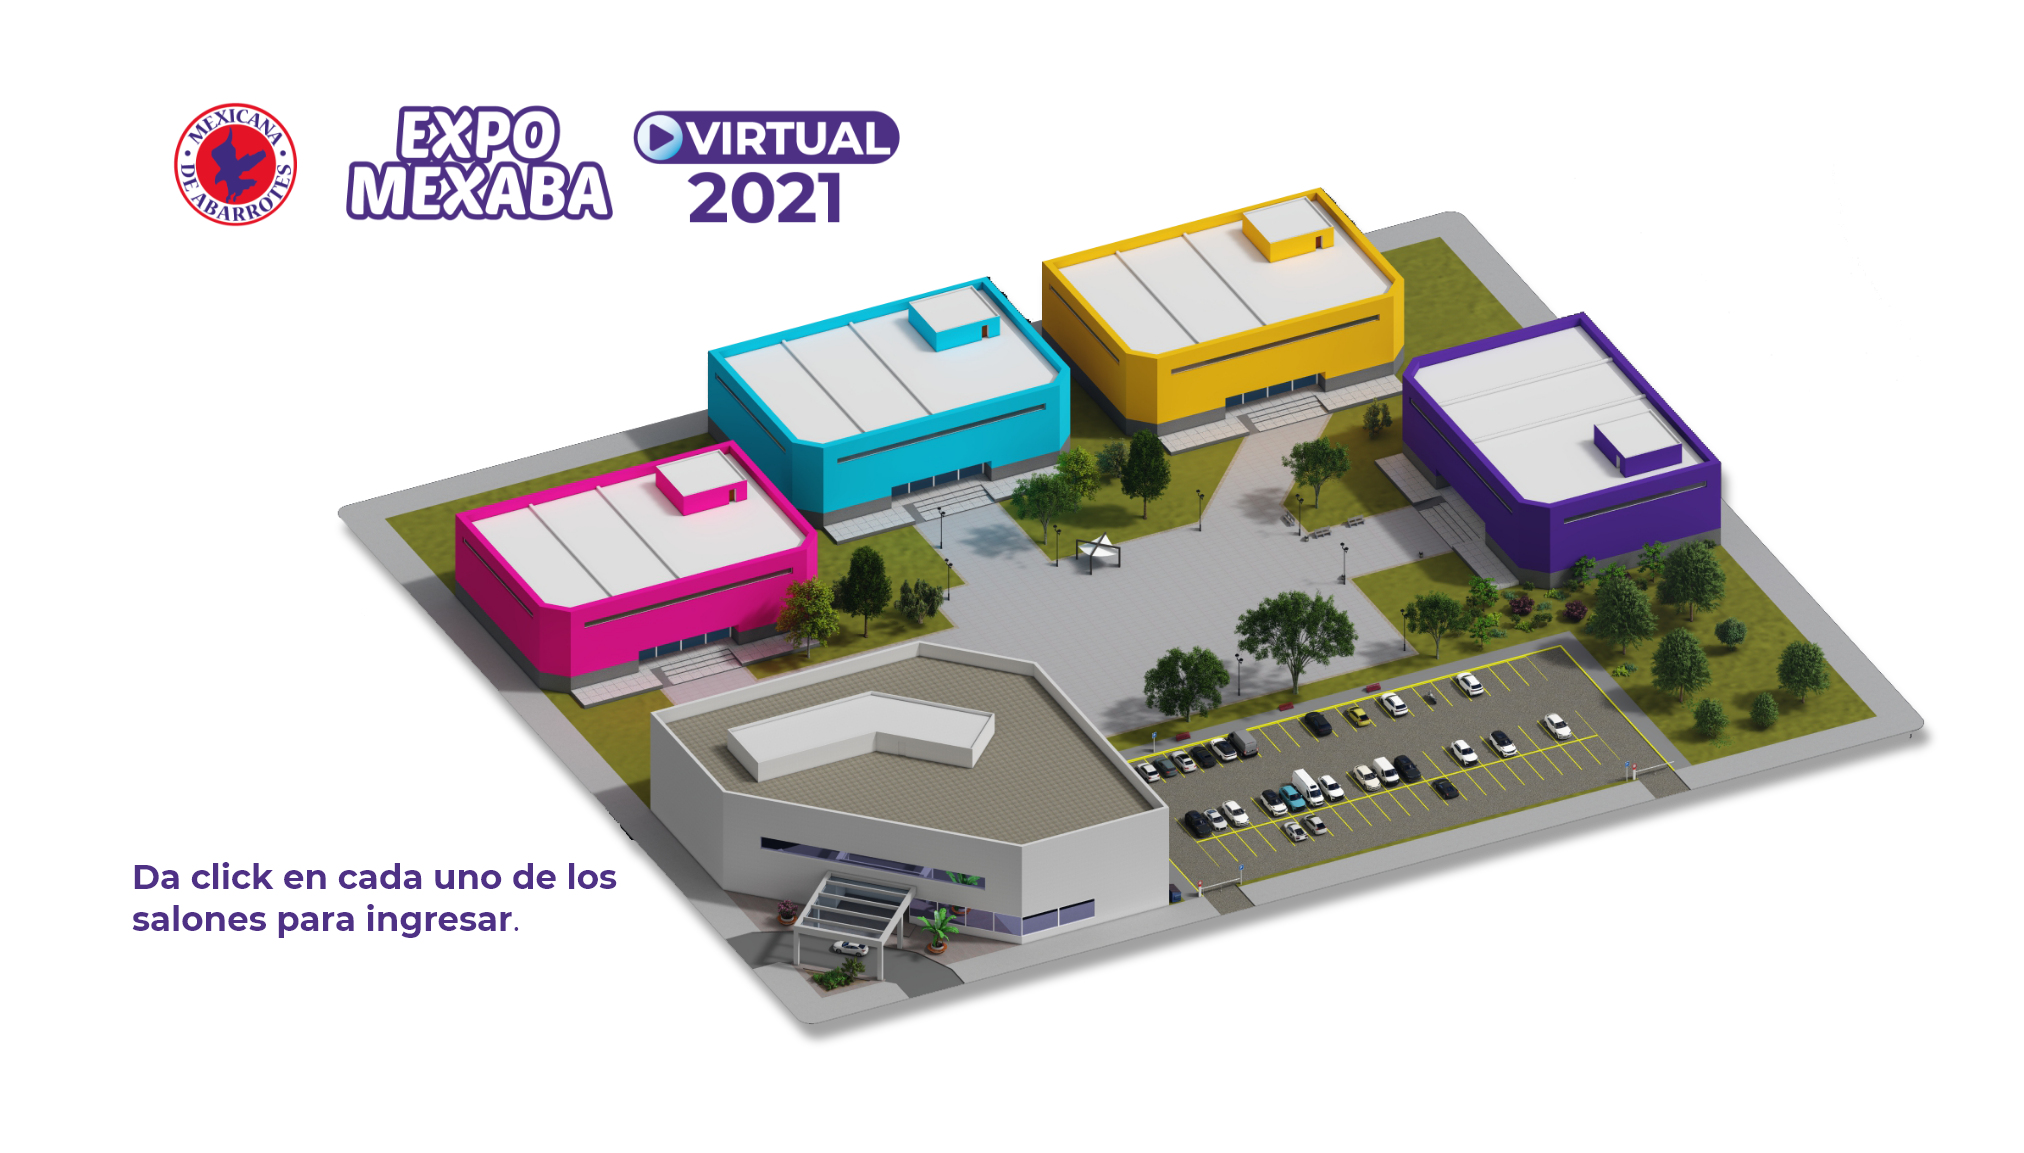 MEXICANA
DE ABARROTES
EXPO
MEXABA
VIRTUAL
2021
Da click en cada uno de los
salones para ingresar.